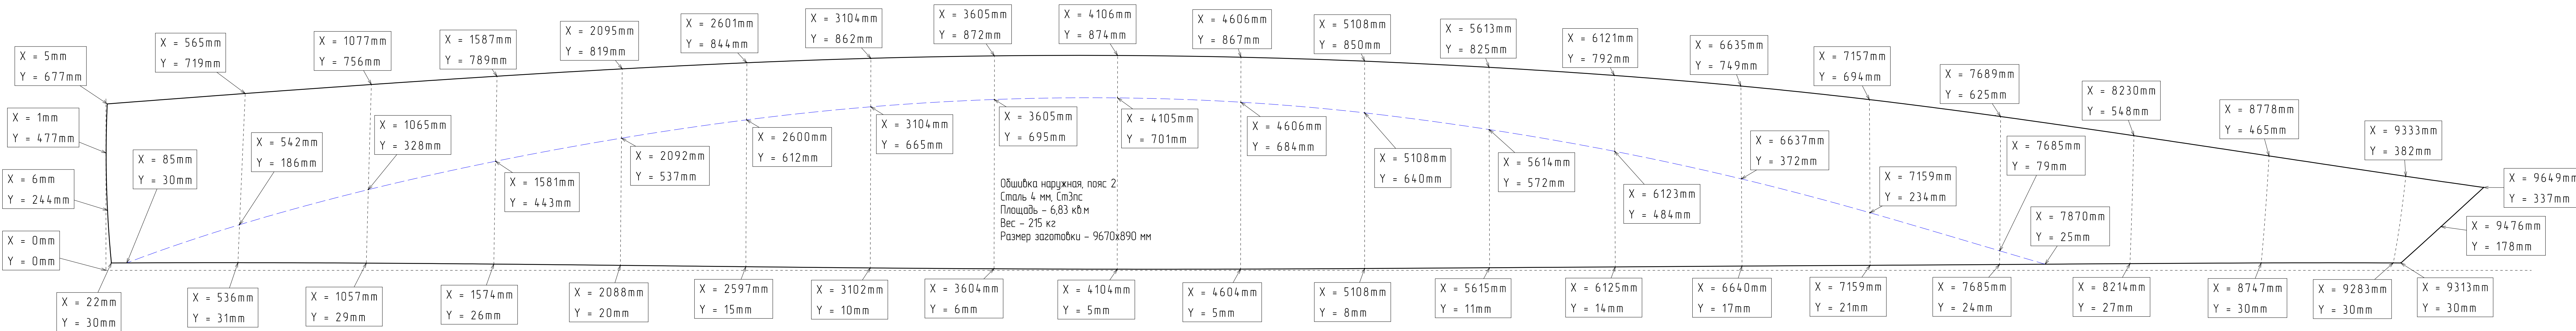 X = 5mm
Y = 677mm
X = 565mm
Y = 719mm
X = 1077mm
Y = 756mm
X = 1587mm
Y = 789mm
X = 2095mm
Y = 819mm
X = 2601mm
Y = 844mm
X = 3104mm
Y = 862mm
X = 3605mm
Y = 872mm
X = 4106mm
Y = 874mm
X = 4606mm
Y = 867mm
X = 5108mm
Y = 850mm
X = 5613mm
Y = 825mm
X = 6121mm
Y = 792mm
X = 6635mm
Y = 749mm
X = 7157mm
Y = 694mm
X = 7689mm
Y = 625mm
X = 8230mm
Y = 548mm
X = 8778mm
Y = 465mm
X = 9333mm
Y = 382mm
X = 9649mm
Y = 337mm
X = 1mm
Y = 477mm
X = 6mm
Y = 244mm
X = 0mm
Y = 0mm
X = 85mm
Y = 30mm
X = 542mm
Y = 186mm
X = 1065mm
Y = 328mm
X = 1581mm
Y = 443mm
X = 2092mm
Y = 537mm
X = 2600mm
Y = 612mm
X = 3104mm
Y = 665mm
X = 3605mm
Y = 695mm
X = 4105mm
Y = 701mm
X = 4606mm
Y = 684mm
X = 5108mm
Y = 640mm
X = 5614mm
Y = 572mm
X = 6123mm
Y = 484mm
X = 6637mm
Y = 372mm
X = 7159mm
Y = 234mm
X = 7685mm
Y = 79mm
X = 7870mm
Y = 25mm
X = 9476mm
Y = 178mm
Обшивка наружная, пояс 2
Сталь 4 мм, Ст3пс
Площадь – 6,83 кв.м
Вес – 215 кг
Размер заготовки – 9670х890 мм
X = 22mm
Y = 30mm
X = 536mm
Y = 31mm
X = 1057mm
Y = 29mm
X = 1574mm
Y = 26mm
X = 2088mm
Y = 20mm
X = 2597mm
Y = 15mm
X = 3102mm
Y = 10mm
X = 3604mm
Y = 6mm
X = 4104mm
Y = 5mm
X = 4604mm
Y = 5mm
X = 5108mm
Y = 8mm
X = 5615mm
Y = 11mm
X = 6125mm
Y = 14mm
X = 6640mm
Y = 17mm
X = 7159mm
Y = 21mm
X = 7685mm
Y = 24mm
X = 8214mm
Y = 27mm
X = 8747mm
Y = 30mm
X = 9283mm
Y = 30mm
X = 9313mm
Y = 30mm